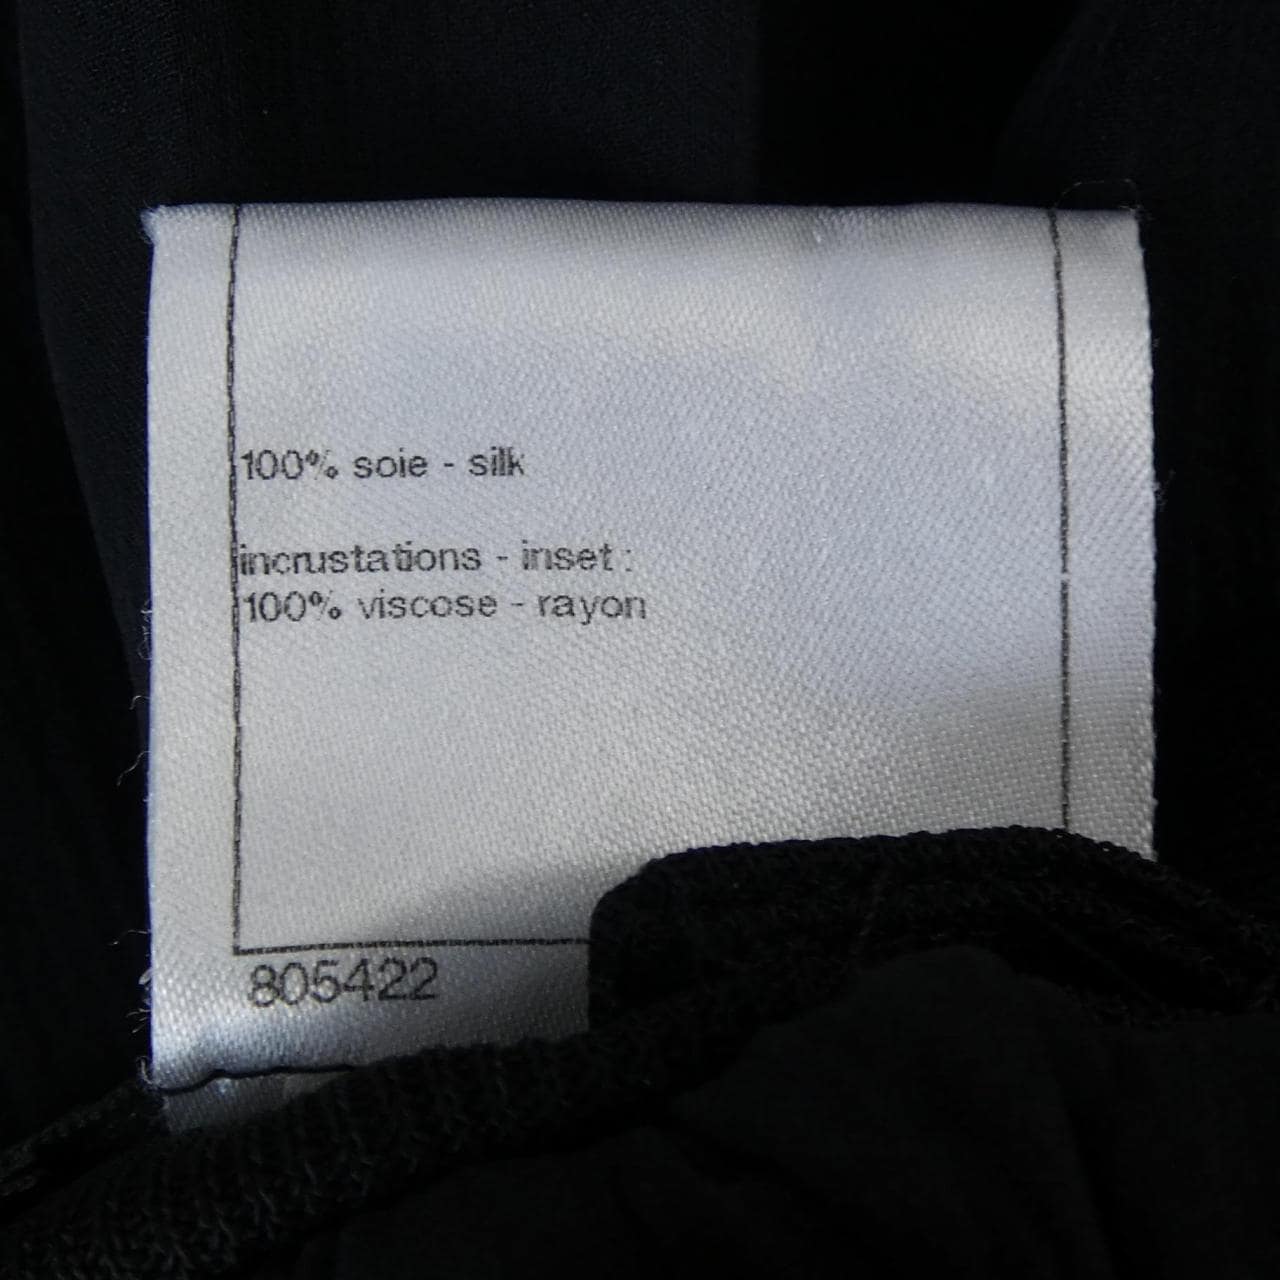 100% soie - silk
incrustations - inset :
100% viscose - rayon
805422